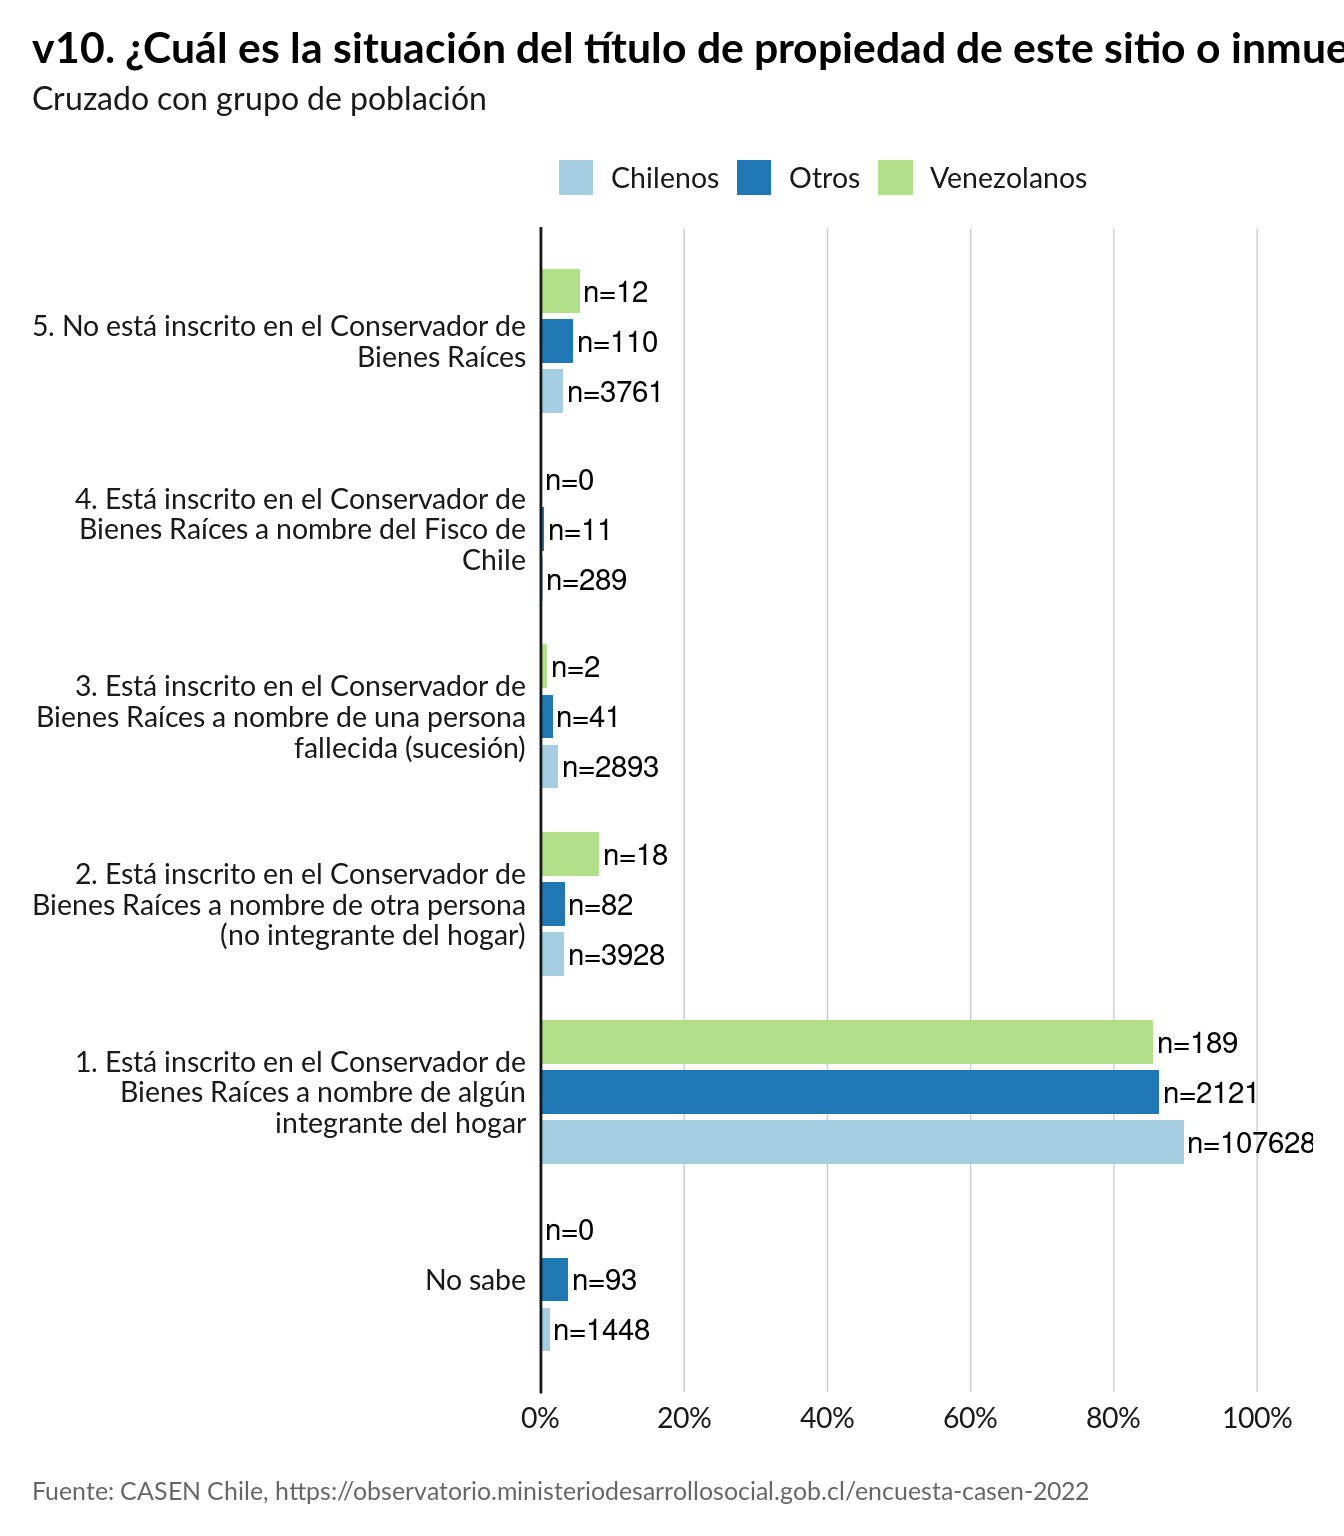 v10. ¿Cuál es la situación del título de propiedad de este sitio o inmue
Cruzado con grupo de población
Chilenos
Otros
Venezolanos
5. No está inscrito en el Conservador de
Bienes Raíces
n=12
n=110
n=3761
4. Está inscrito en el Conservador de
Bienes Raíces a nombre del Fisco de
Chile
n=0
n=11
n=289
3. Está inscrito en el Conservador de
Bienes Raíces a nombre de una persona
fallecida (sucesión)
n=2
n=41
n=2893
2. Está inscrito en el Conservador de
Bienes Raíces a nombre de otra persona
(no integrante del hogar)
n=18
n=82
n=3928
1. Está inscrito en el Conservador de
Bienes Raíces a nombre de algún
integrante del hogar
n=189
n=2121
n=107628
No sabe
n=0
n=93
n=1448
0% 20% 40% 60% 80% 100%
Fuente: CASEN Chile, https://observatorio.ministeriodesarrollosocial.gob.cl/encuesta-casen-2022